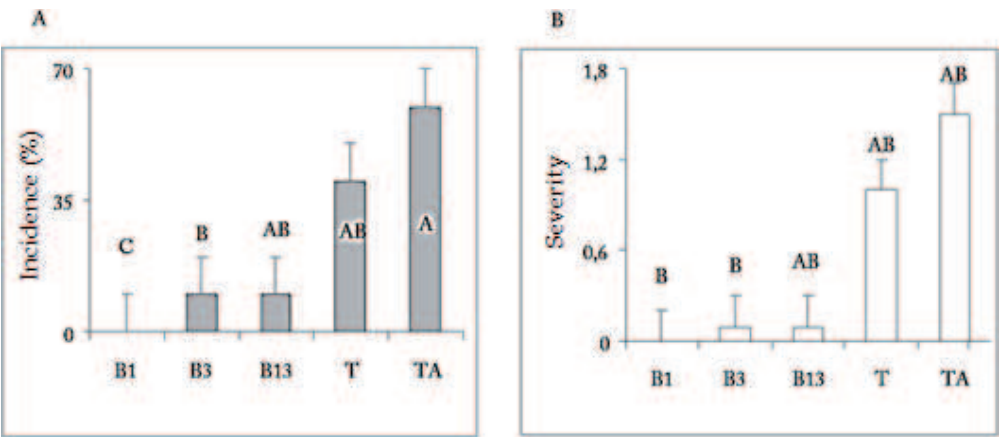 A
Incidence (%)
70
35
0
C
B
AB
AB
A
B1
B3
B13
T
TA
B
Severity
1,8
1,2
0,6
0
B
B
AB
AB
AB
B1
B3
B13
T
TA